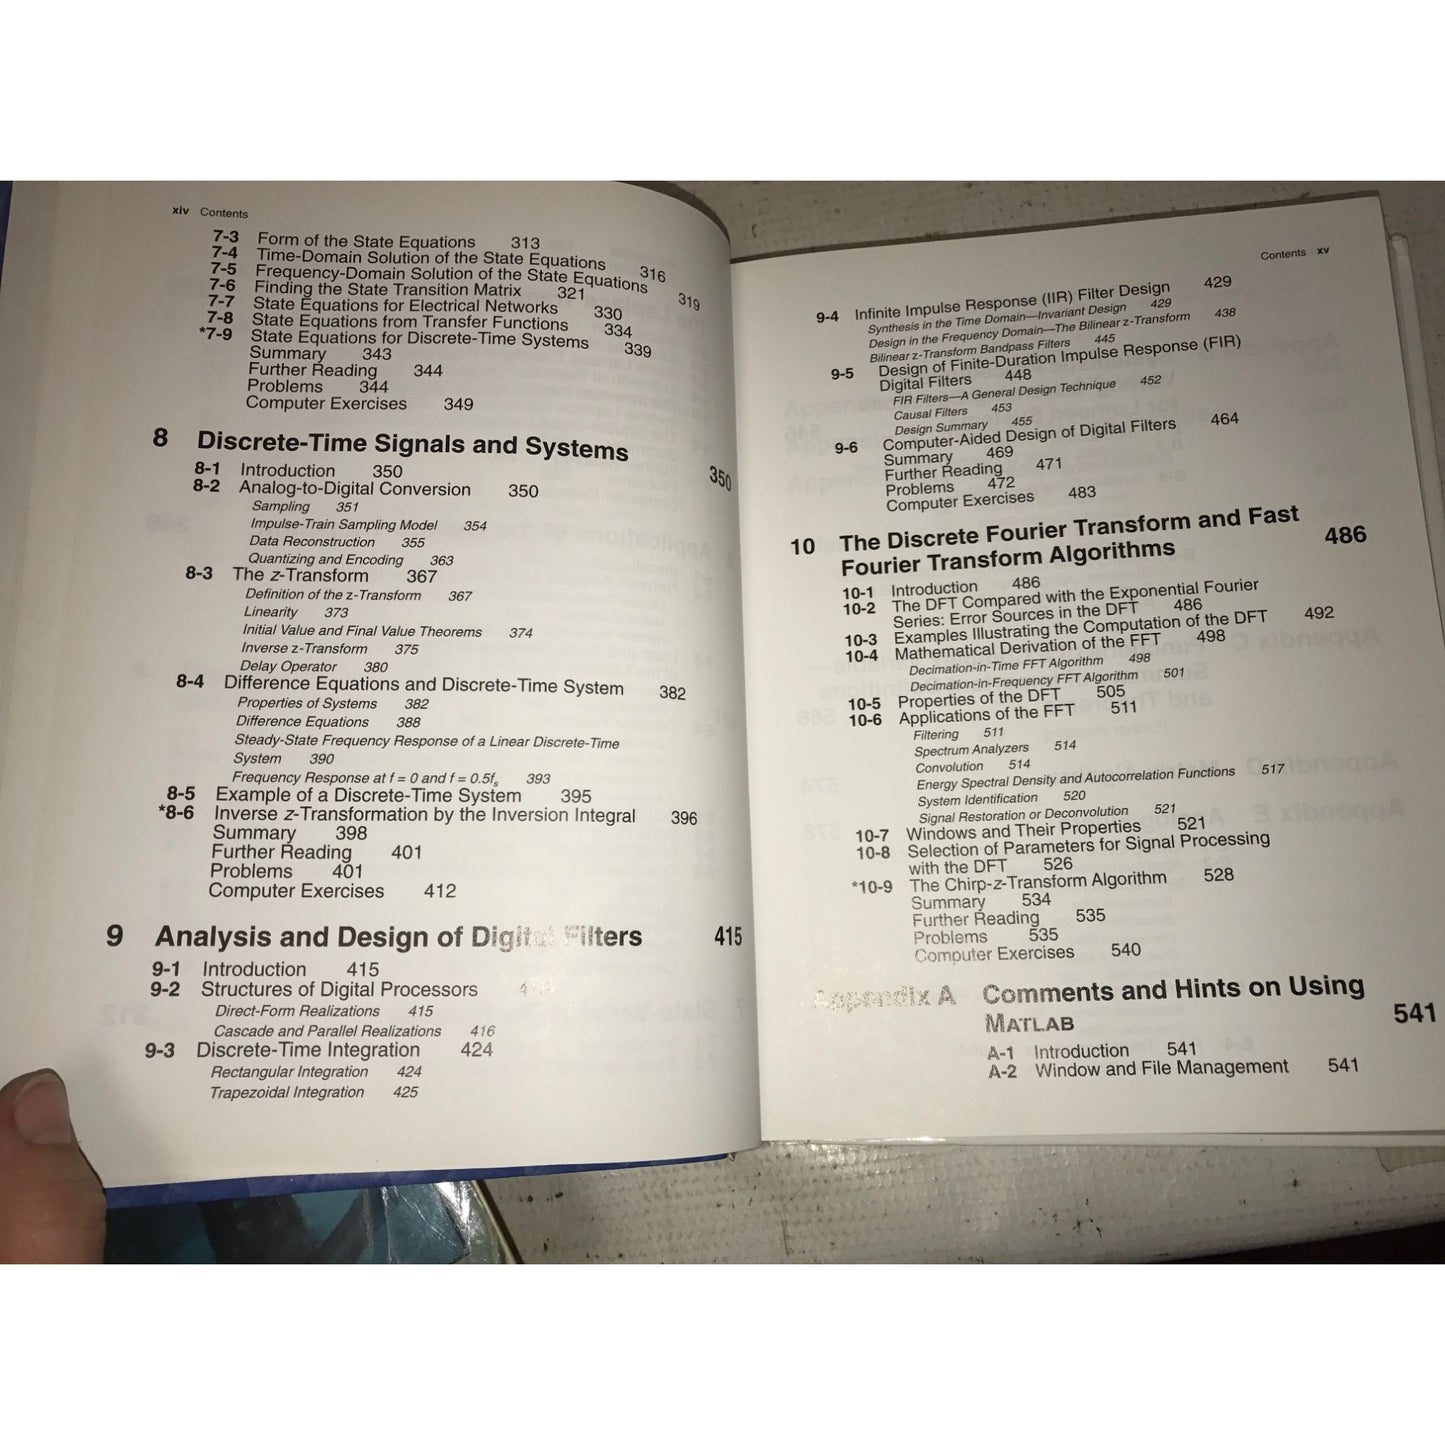 xiv Contents
7-3 Form of the State Equations 313
7-4 Time-Domain Solution of the State Equations 316
7-5 Frequency-Domain Solution of the State Equations 319
7-6 Finding the State Transition Matrix 321
7-7 State Equations for Electrical Networks 330
7-8 State Equations from Transfer Functions 334
*7-9 State Equations for Discrete-Time Systems 339
Summary 343
Further Reading 344
Problems 344
Computer Exercises 349
8 Discrete-Time Signals and Systems 350
8-1 Introduction 350
8-2 Analog-to-Digital Conversion 350
Sampling 351
Impulse-Train Sampling Model 354
Data Reconstruction 355
Quantizing and Encoding 363
8-3 The z-Transform 367
Definition of the z-Transform 367
Linearity 373
Initial Value and Final Value Theorems 374
Inverse z-Transform 375
Delay Operator 380
8-4 Difference Equations and Discrete-Time System 382
Properties of Systems 382
Difference Equations 388
Steady-State Frequency Response of a Linear Discrete-Time
System 390
Frequency Response at f = 0 and f = 0.5fs 393
8-5 Example of a Discrete-Time System 395
*8-6 Inverse z-Transformation by the Inversion Integral 396
Summary 398
Further Reading 401
Problems 401
Computer Exercises 412
9 Analysis and Design of Digital Filters 415
9-1 Introduction 415
9-2 Structures of Digital Processors
Direct-Form Realizations 415
Cascade and Parallel Realizations 416
9-3 Discrete-Time Integration 424
Rectangular Integration 424
Trapezoidal Integration 425
Contents xv
9-4 Infinite Impulse Response (IIR) Filter Design 429
Synthesis in the Time Domain—Invariant Design 429
Design in the Frequency Domain—The Bilinear z-Transform 438
Bilinear z-Transform Bandpass Filters 445
9-5 Design of Finite-Duration Impulse Response (FIR)
Digital Filters 448
FIR Filters—A General Design Technique 452
Causal Filters 453
Design Summary 455
9-6 Computer-Aided Design of Digital Filters 464
Summary 469
Further Reading 471
Problems 472
Computer Exercises 483
10 The Discrete Fourier Transform and Fast
Fourier Transform Algorithms 486
10-1 Introduction 486
10-2 The DFT Compared with the Exponential Fourier
Series: Error Sources in the DFT 486
10-3 Examples Illustrating the Computation of the DFT 492
10-4 Mathematical Derivation of the FFT 498
Decimation-in-Time FFT Algorithm 498
Decimation-in-Frequency FFT Algorithm 501
10-5 Properties of the DFT 505
10-6 Applications of the FFT 511
Filtering 511
Spectrum Analyzers 514
Convolution 514
Energy Spectral Density and Autocorrelation Functions 517
System Identification 520
Signal Restoration or Deconvolution 521
10-7 Windows and Their Properties 521
10-8 Selection of Parameters for Signal Processing
with the DFT 526
*10-9 The Chirp-z-Transform Algorithm 528
Summary 534
Further Reading 535
Problems 535
Computer Exercises 540
Appendix A Comments and Hints on Using
MATLAB 541
A-1 Introduction 541
A-2 Window and File Management 541